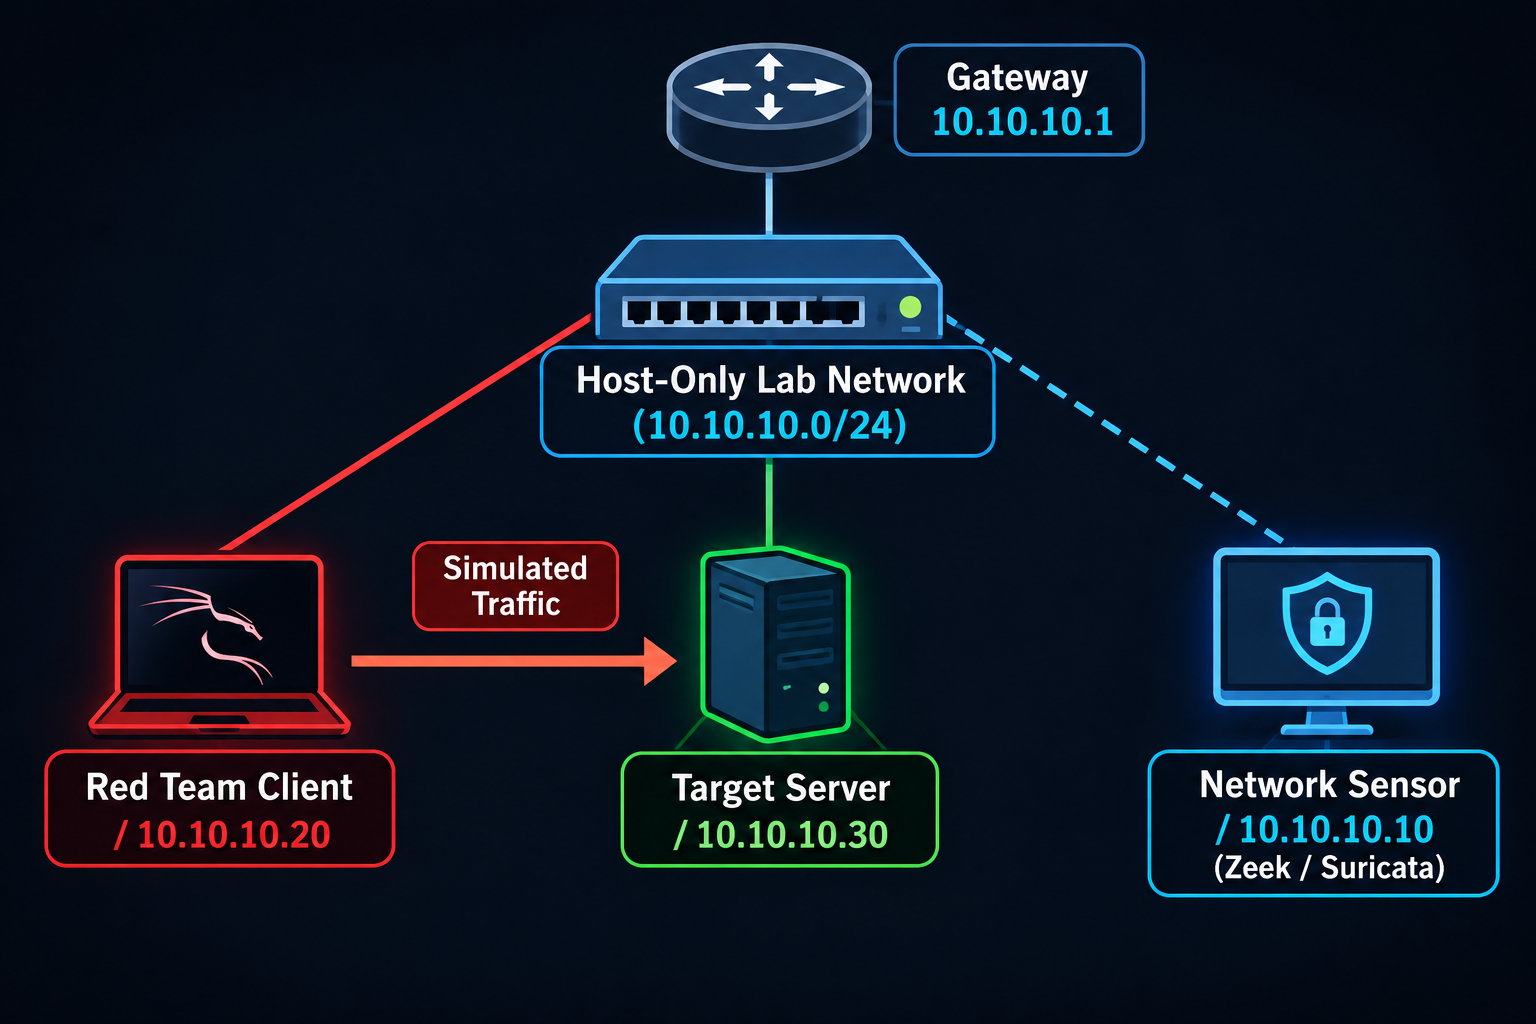 Gateway
10.10.10.1
Host-Only Lab Network
(10.10.10.0/24)
Simulated
Traffic
Red Team Client
/ 10.10.10.20
Target Server
/ 10.10.10.30
Network Sensor
/ 10.10.10.10
(Zeek / Suricata)